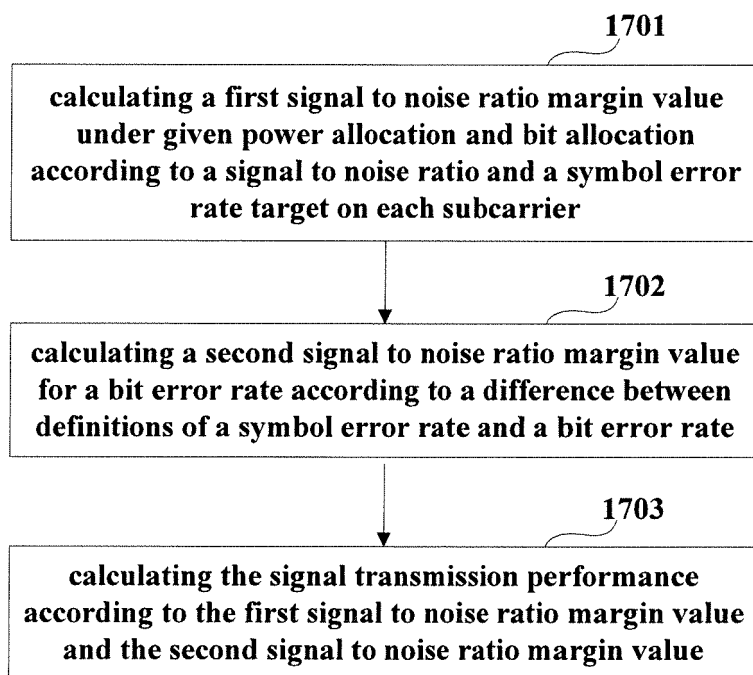 1701
calculating a first signal to noise ratio margin value
under given power allocation and bit allocation
according to a signal to noise ratio and a symbol error
rate target on each subcarrier
1702
calculating a second signal to noise ratio margin value
for a bit error rate according to a difference between
definitions of a symbol error rate and a bit error rate
1703
calculating the signal transmission performance
according to the first signal to noise ratio margin value
and the second signal to noise ratio margin value